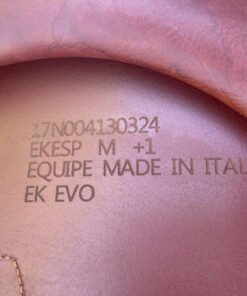 17N004130324
EKESP M +1
EQUIPE MADE IN ITAL
EK EVO